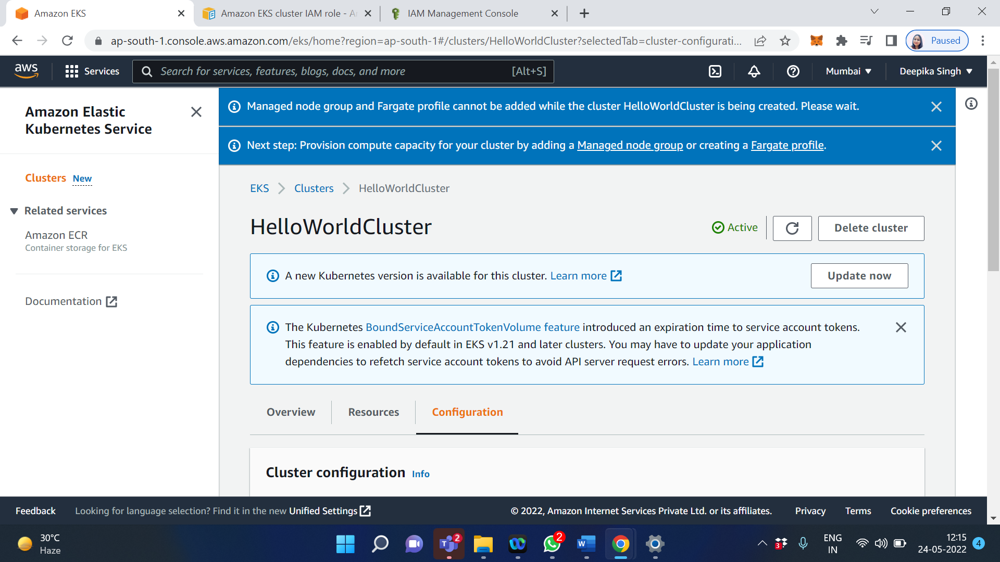 Amazon EKS
Amazon EKS cluster IAM role - A
IAM Management Console
ap-south-1.console.aws.amazon.com/eks/home?region=ap-south-1#/clusters/HelloWorldCluster?selectedTab=cluster-configurati...
Paused
aws
Services
Search for services, features, blogs, docs, and more
[Alt+S]
Mumbai
Deepika Singh
Amazon Elastic
Kubernetes Service
Clusters New
Related services
Amazon ECR
Container storage for EKS
Documentation
Managed node group and Fargate profile cannot be added while the cluster HelloWorldCluster is being created. Please wait.
Next step: Provision compute capacity for your cluster by adding a Managed node group or creating a Fargate profile.
EKS
Clusters
HelloWorldCluster
HelloWorldCluster
Active
Delete cluster
A new Kubernetes version is available for this cluster. Learn more
Update now
The Kubernetes BoundServiceAccountTokenVolume feature introduced an expiration time to service account tokens.
This feature is enabled by default in EKS v1.21 and later clusters. You may have to update your application
dependencies to refetch service account tokens to avoid API server request errors. Learn more
Overview
Resources
Configuration
Cluster configuration Info
Feedback
Looking for language selection? Find it in the new Unified Settings
© 2022, Amazon Internet Services Private Ltd. or its affiliates.
Privacy
Terms
Cookie preferences
30°C
Haze
2
2
3
ENG
IN
12:15
24-05-2022
4